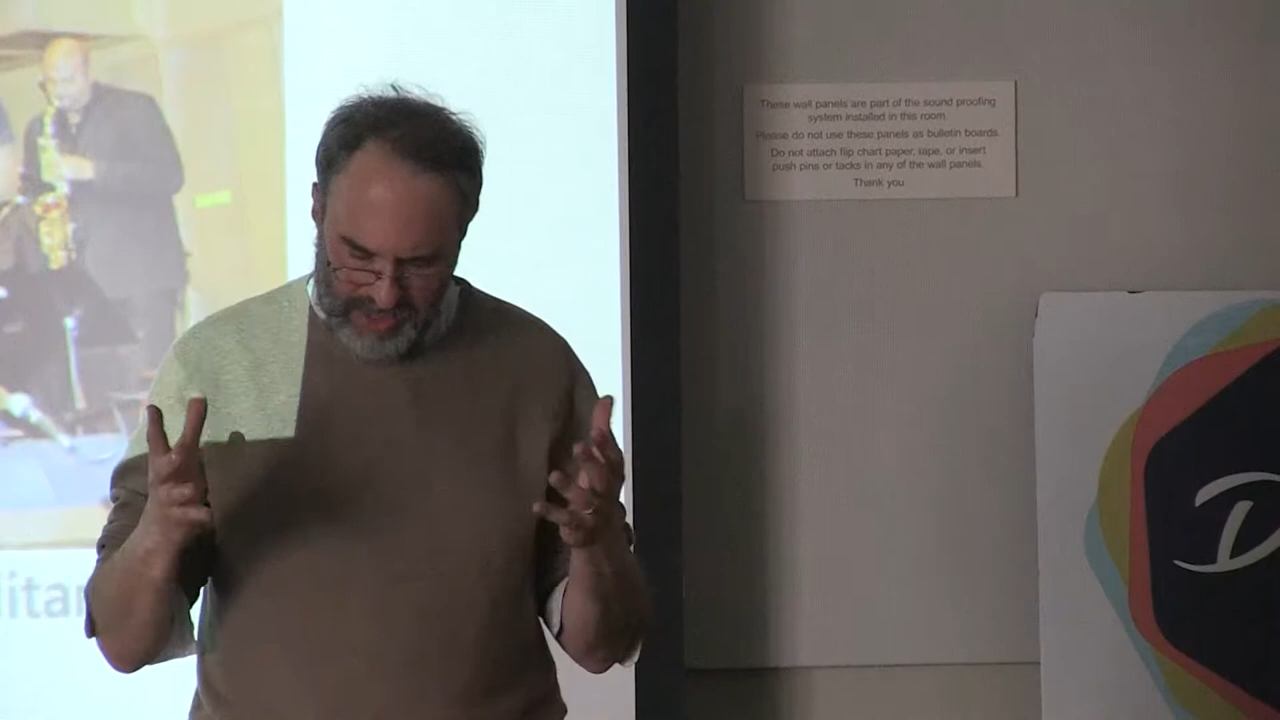 These wall panels are part of the sound proofing
system installed in this room.
Please do not use these panels as bulletin boards.
Do not attach flip chart paper, tape, or insert
push pins or tacks in any of the wall panels.
Thank you
litar
D